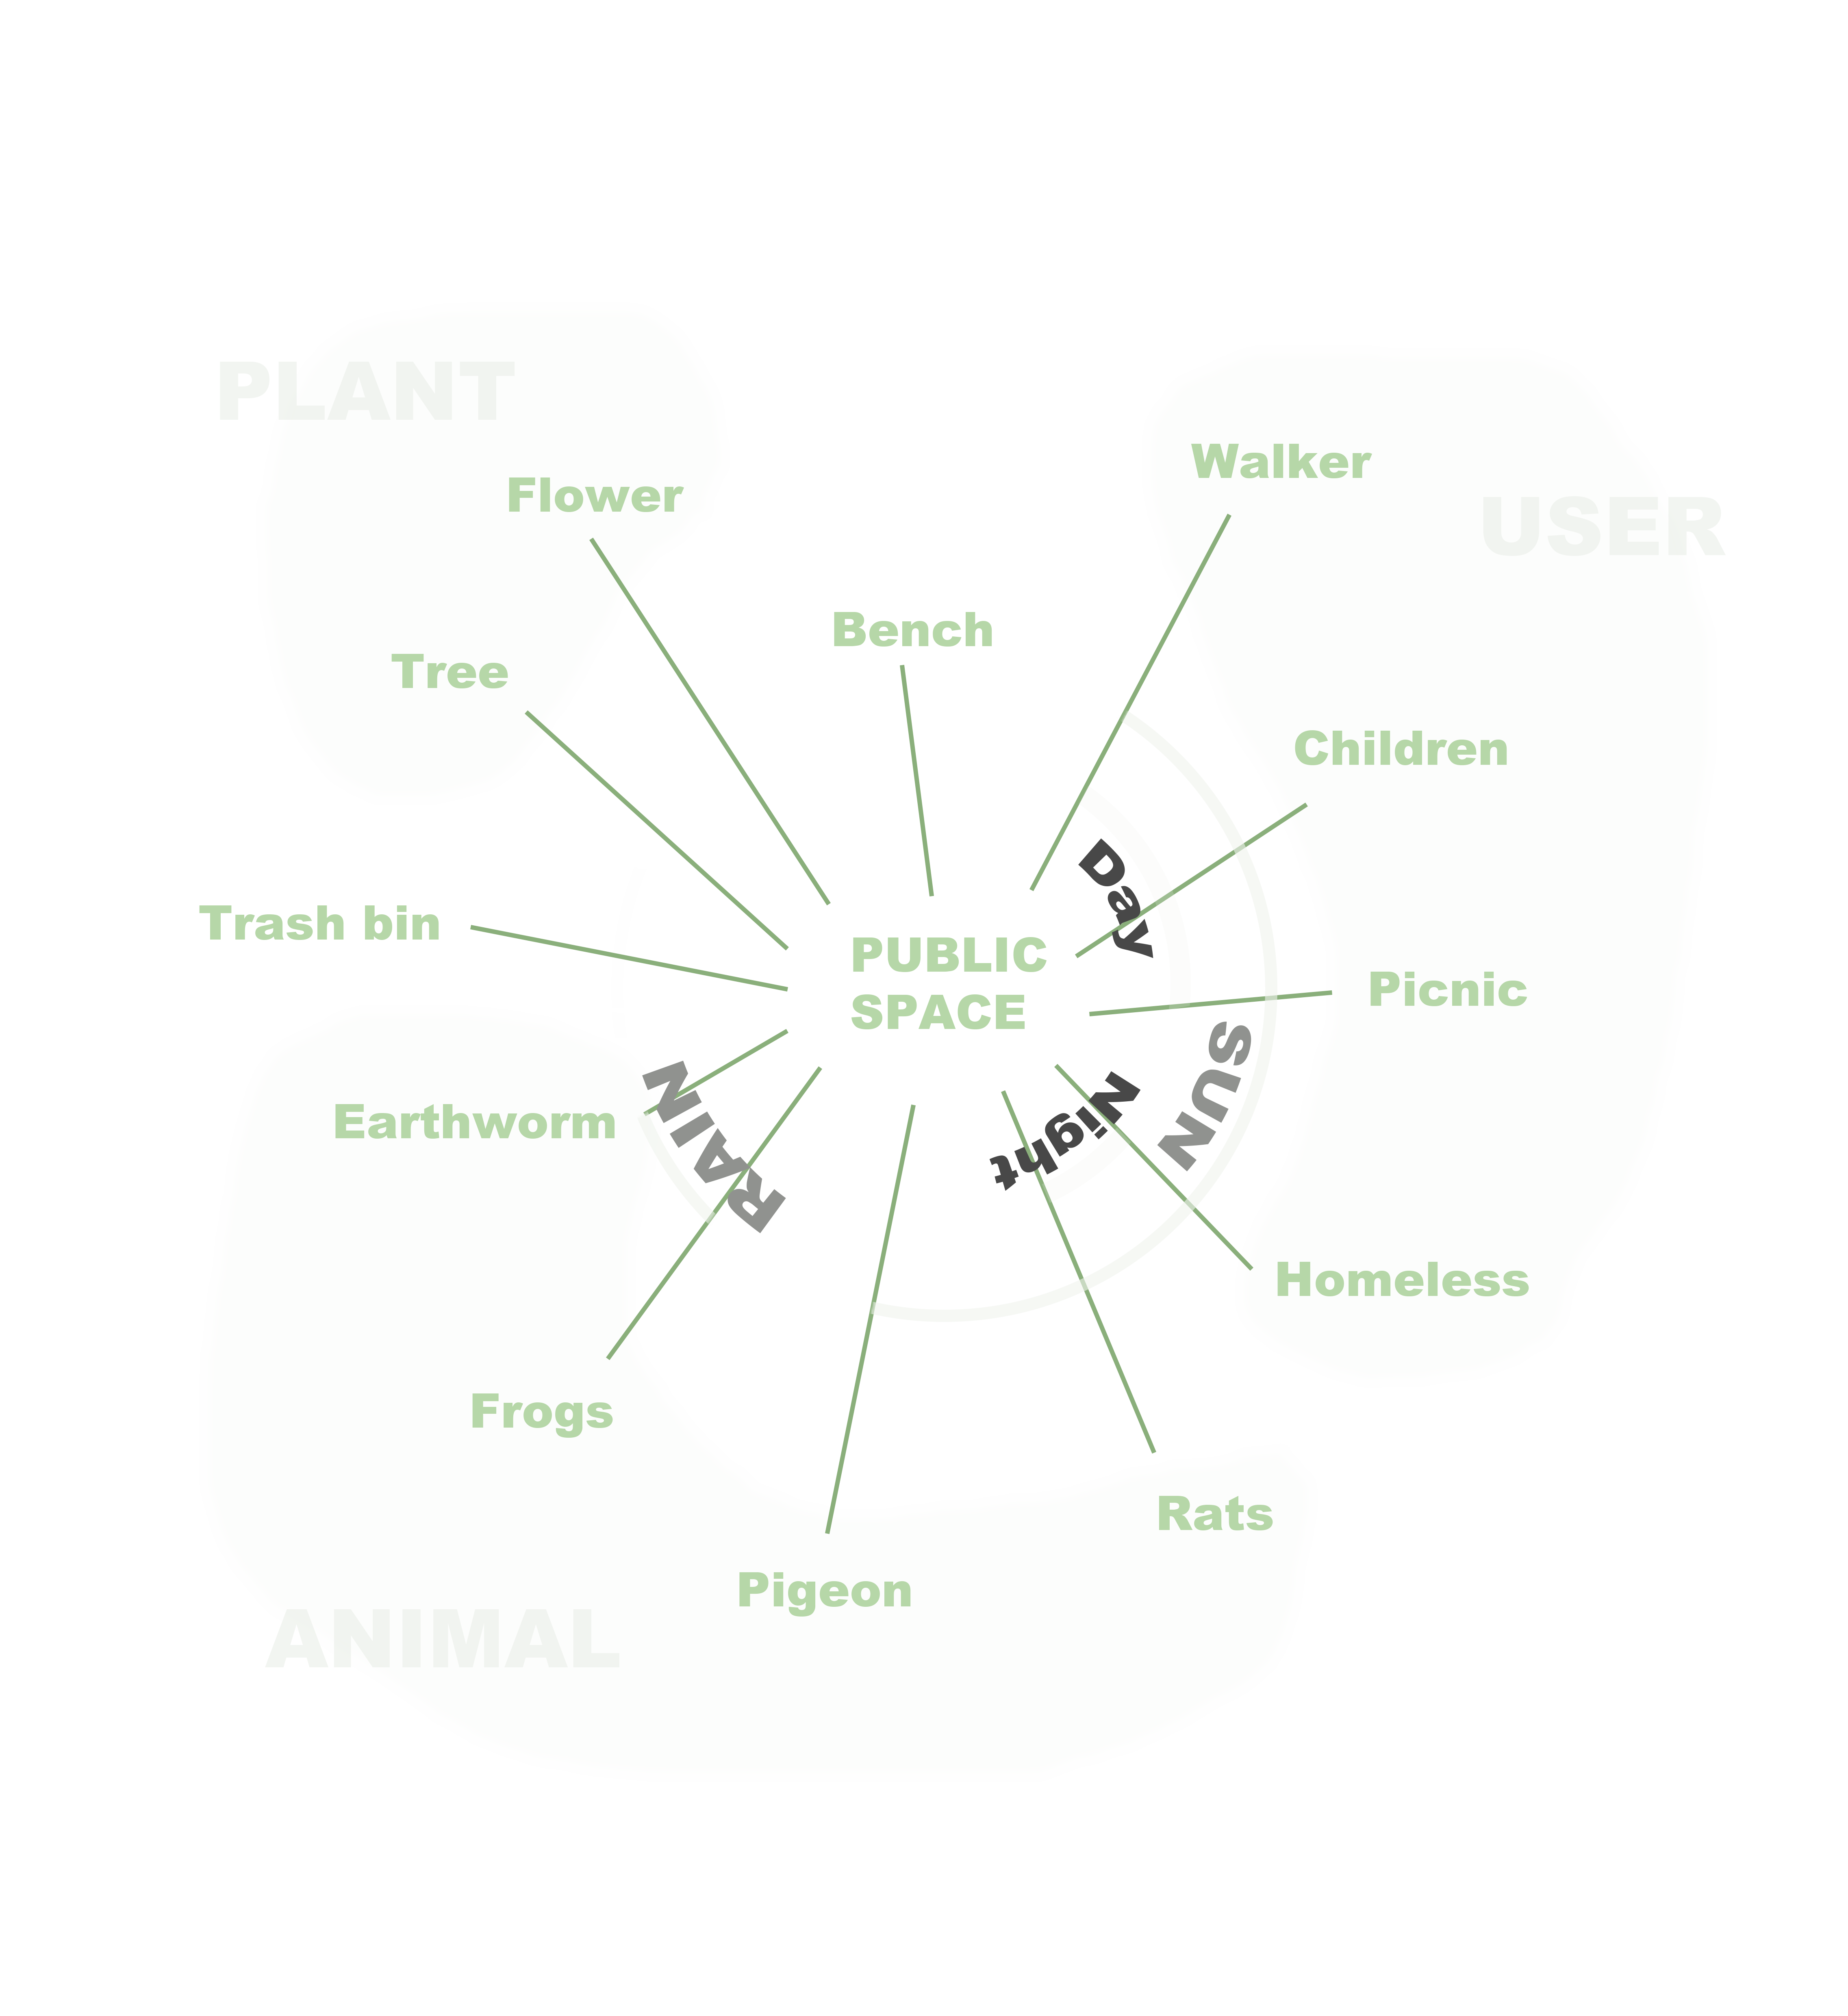 PLANT
Walker
Flower
USER
Bench
Tree
Children
Day
Trash bin
PUBLIC
SPACE
Picnic
SUN
Earthworm
RAIN
Night
Homeless
Frogs
Rats
Pigeon
ANIMAL